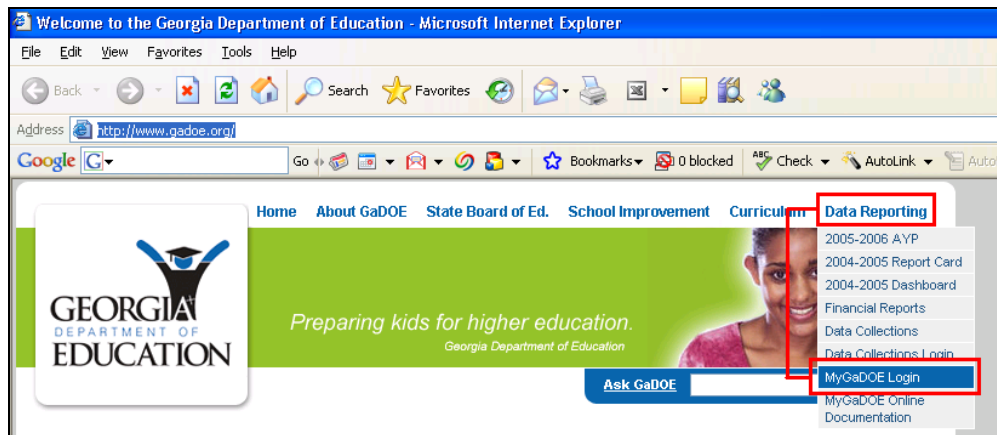 Welcome to the Georgia Department of Education - Microsoft Internet Explorer
File Edit View Favorites Tools Help
Back Search Favorites
Address http://www.gadoe.org/
Google G Go Bookmarks 0 blocked ABC Check AutoLink Auto
Home About GaDOE State Board of Ed. School Improvement Curriculum Data Reporting
2005-2006 AYP
2004-2005 Report Card
2004-2005 Dashboard
Financial Reports
Data Collections
Data Collections Login
MyGaDOE Login
MyGaDOE Online
Documentation
GEORGIA
DEPARTMENT OF
EDUCATION
Preparing kids for higher education.
Georgia Department of Education
Ask GaDOE